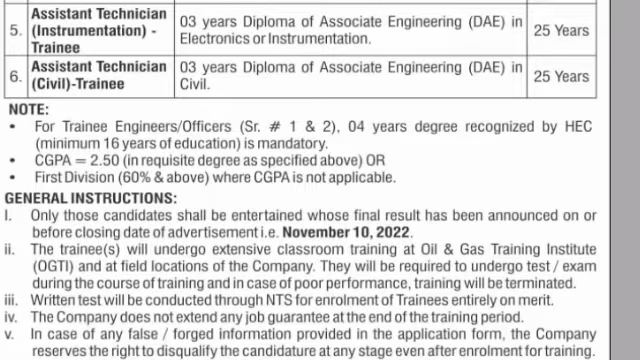 5. Assistant Technician (Instrumentation) - Trainee 03 years Diploma of Associate Engineering (DAE) in Electronics or Instrumentation. 25 Years
6. Assistant Technician (Civil)-Trainee 03 years Diploma of Associate Engineering (DAE) in Civil. 25 Years
NOTE:
• For Trainee Engineers/Officers (Sr. # 1 & 2), 04 years degree recognized by HEC
(minimum 16 years of education) is mandatory.
• CGPA = 2.50 (in requisite degree as specified above) OR
• First Division (60% & above) where CGPA is not applicable.
GENERAL INSTRUCTIONS:
I. Only those candidates shall be entertained whose final result has been announced on or
before closing date of advertisement i.e. November 10, 2022.
ii. The trainee(s) will undergo extensive classroom training at Oil & Gas Training Institute
(OGTI) and at field locations of the Company. They will be required to undergo test / exam
during the course of training and in case of poor performance, training will be terminated.
iii. Written test will be conducted through NTS for enrolment of Trainees entirely on merit.
iv. The Company does not extend any job guarantee at the end of the training period.
v. In case of any false / forged information provided in the application form, the Company
reserves the right to disqualify the candidature at any stage even after enrolment for training.